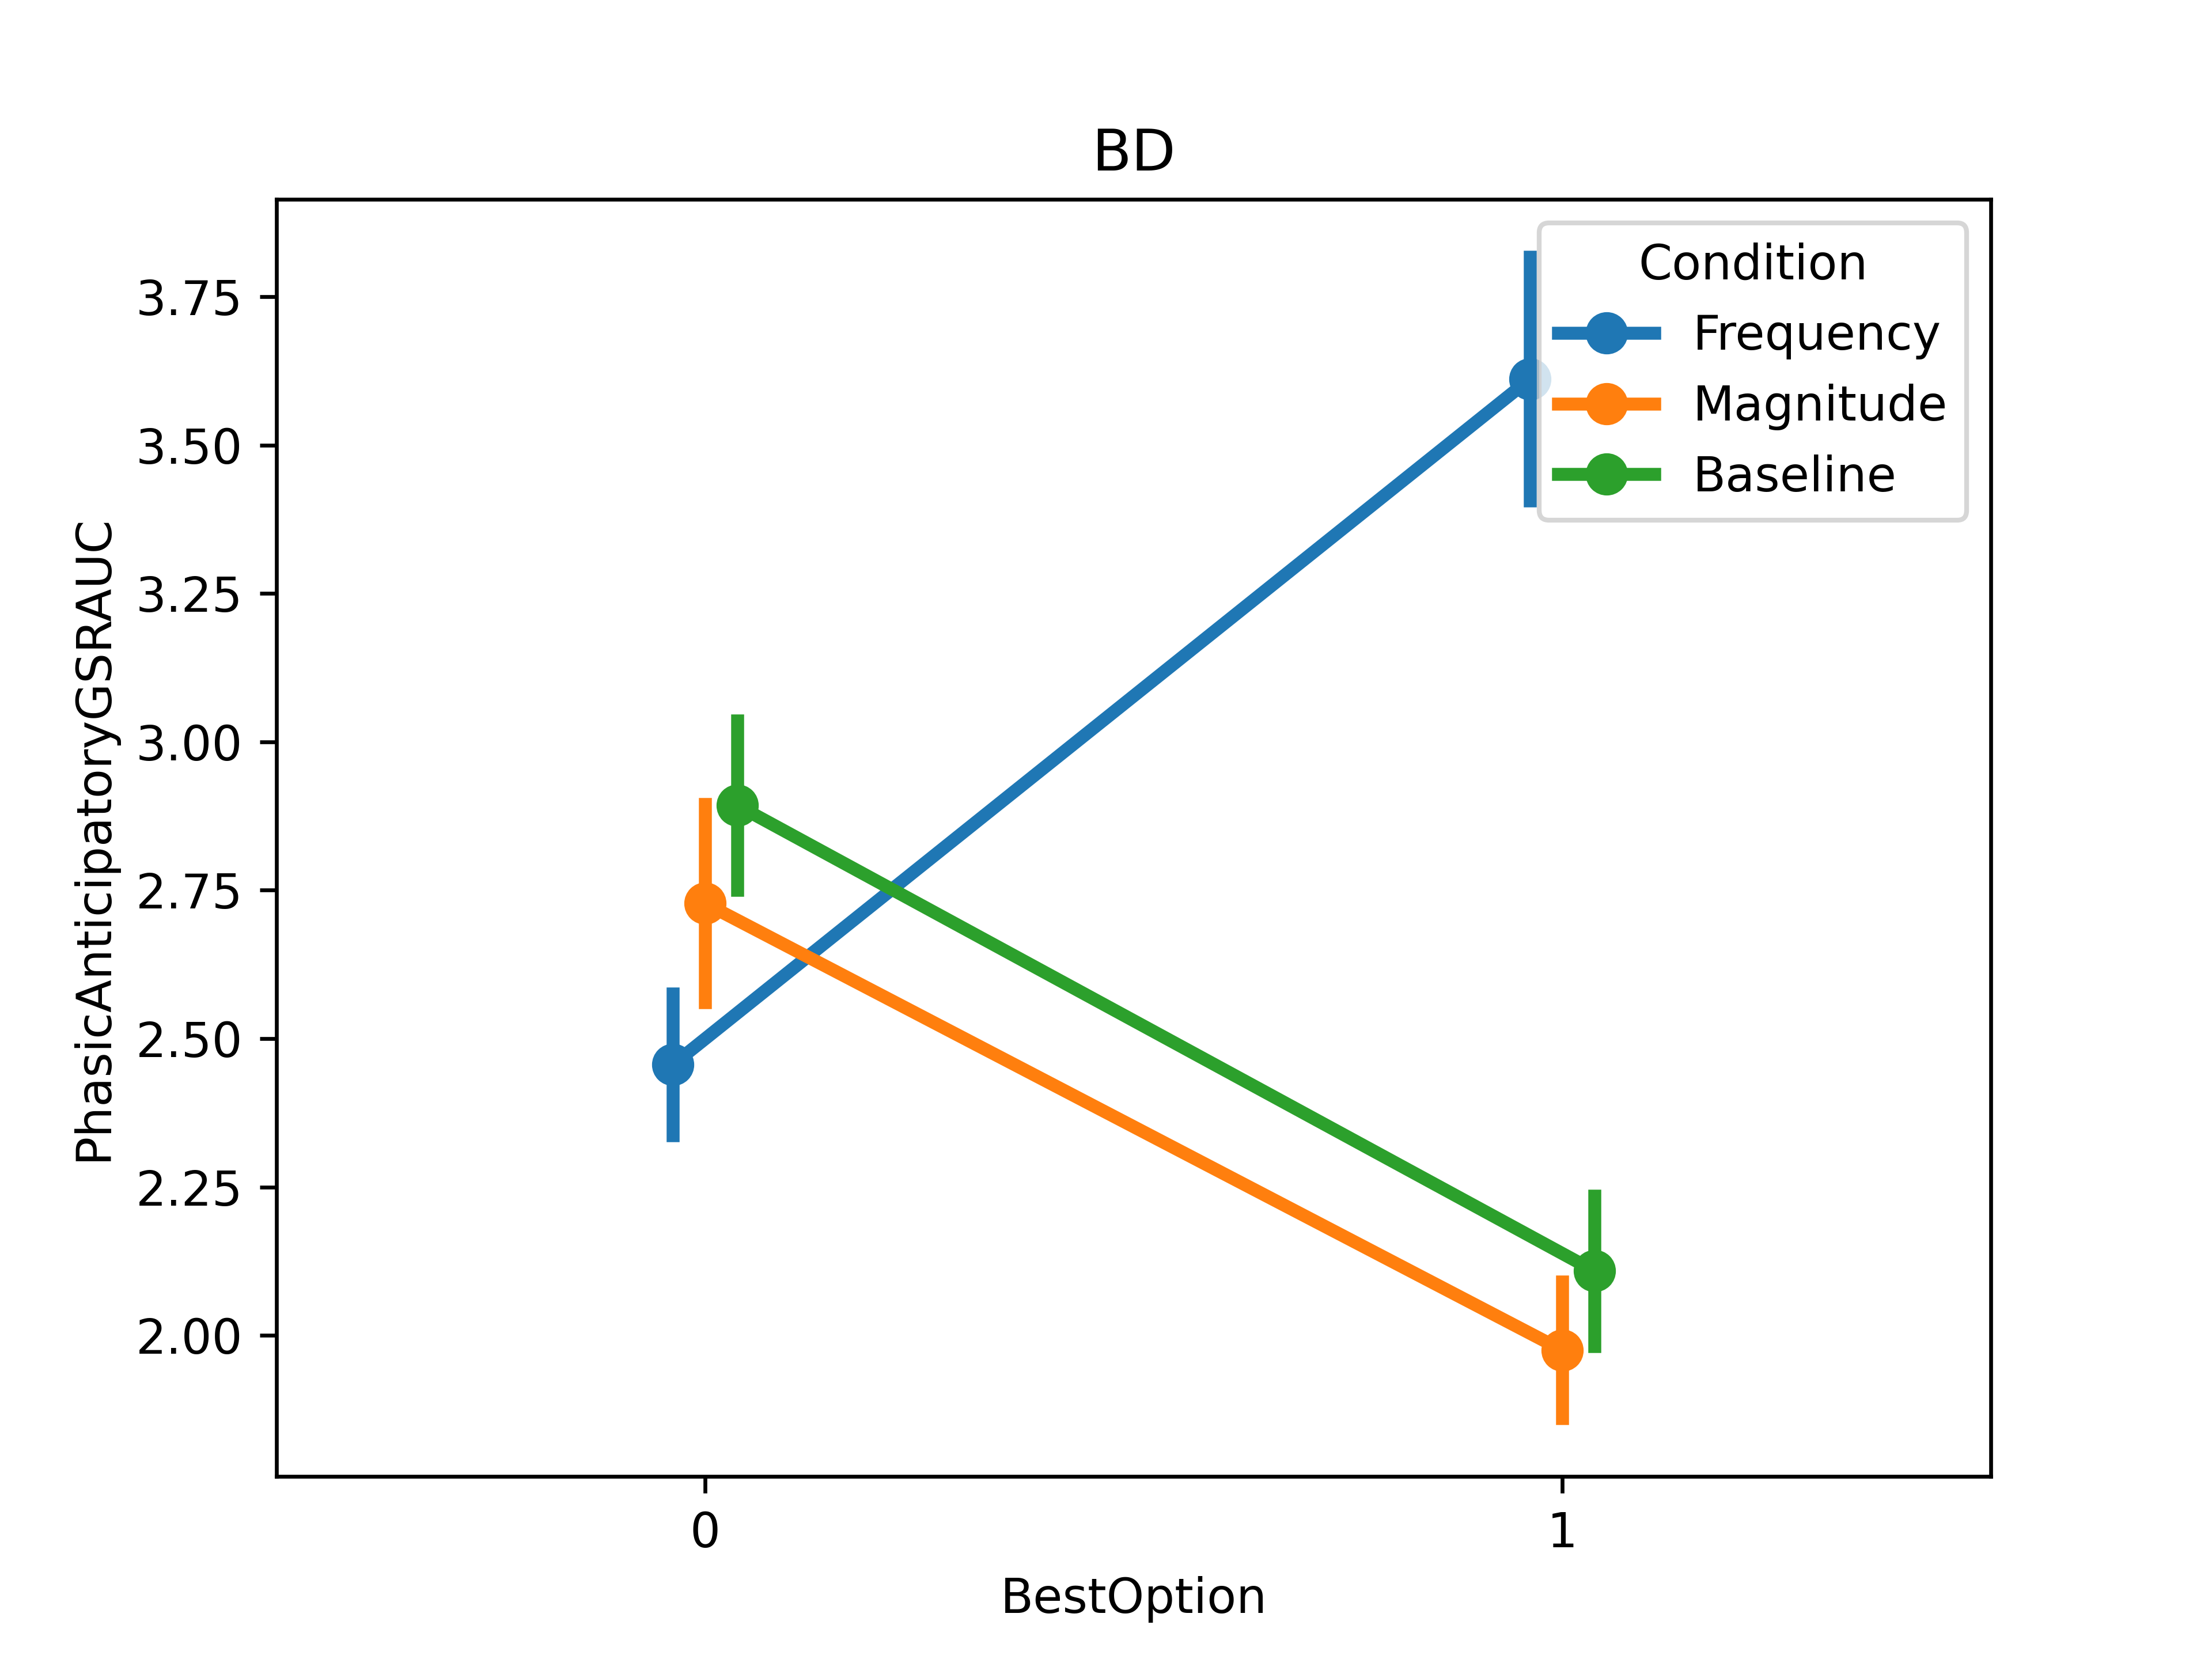 BD
PhasicAnticipatoryGSRAUC
3.75
3.50
3.25
3.00
2.75
2.50
2.25
2.00
Condition
Frequency
Magnitude
Baseline
0
1
BestOption